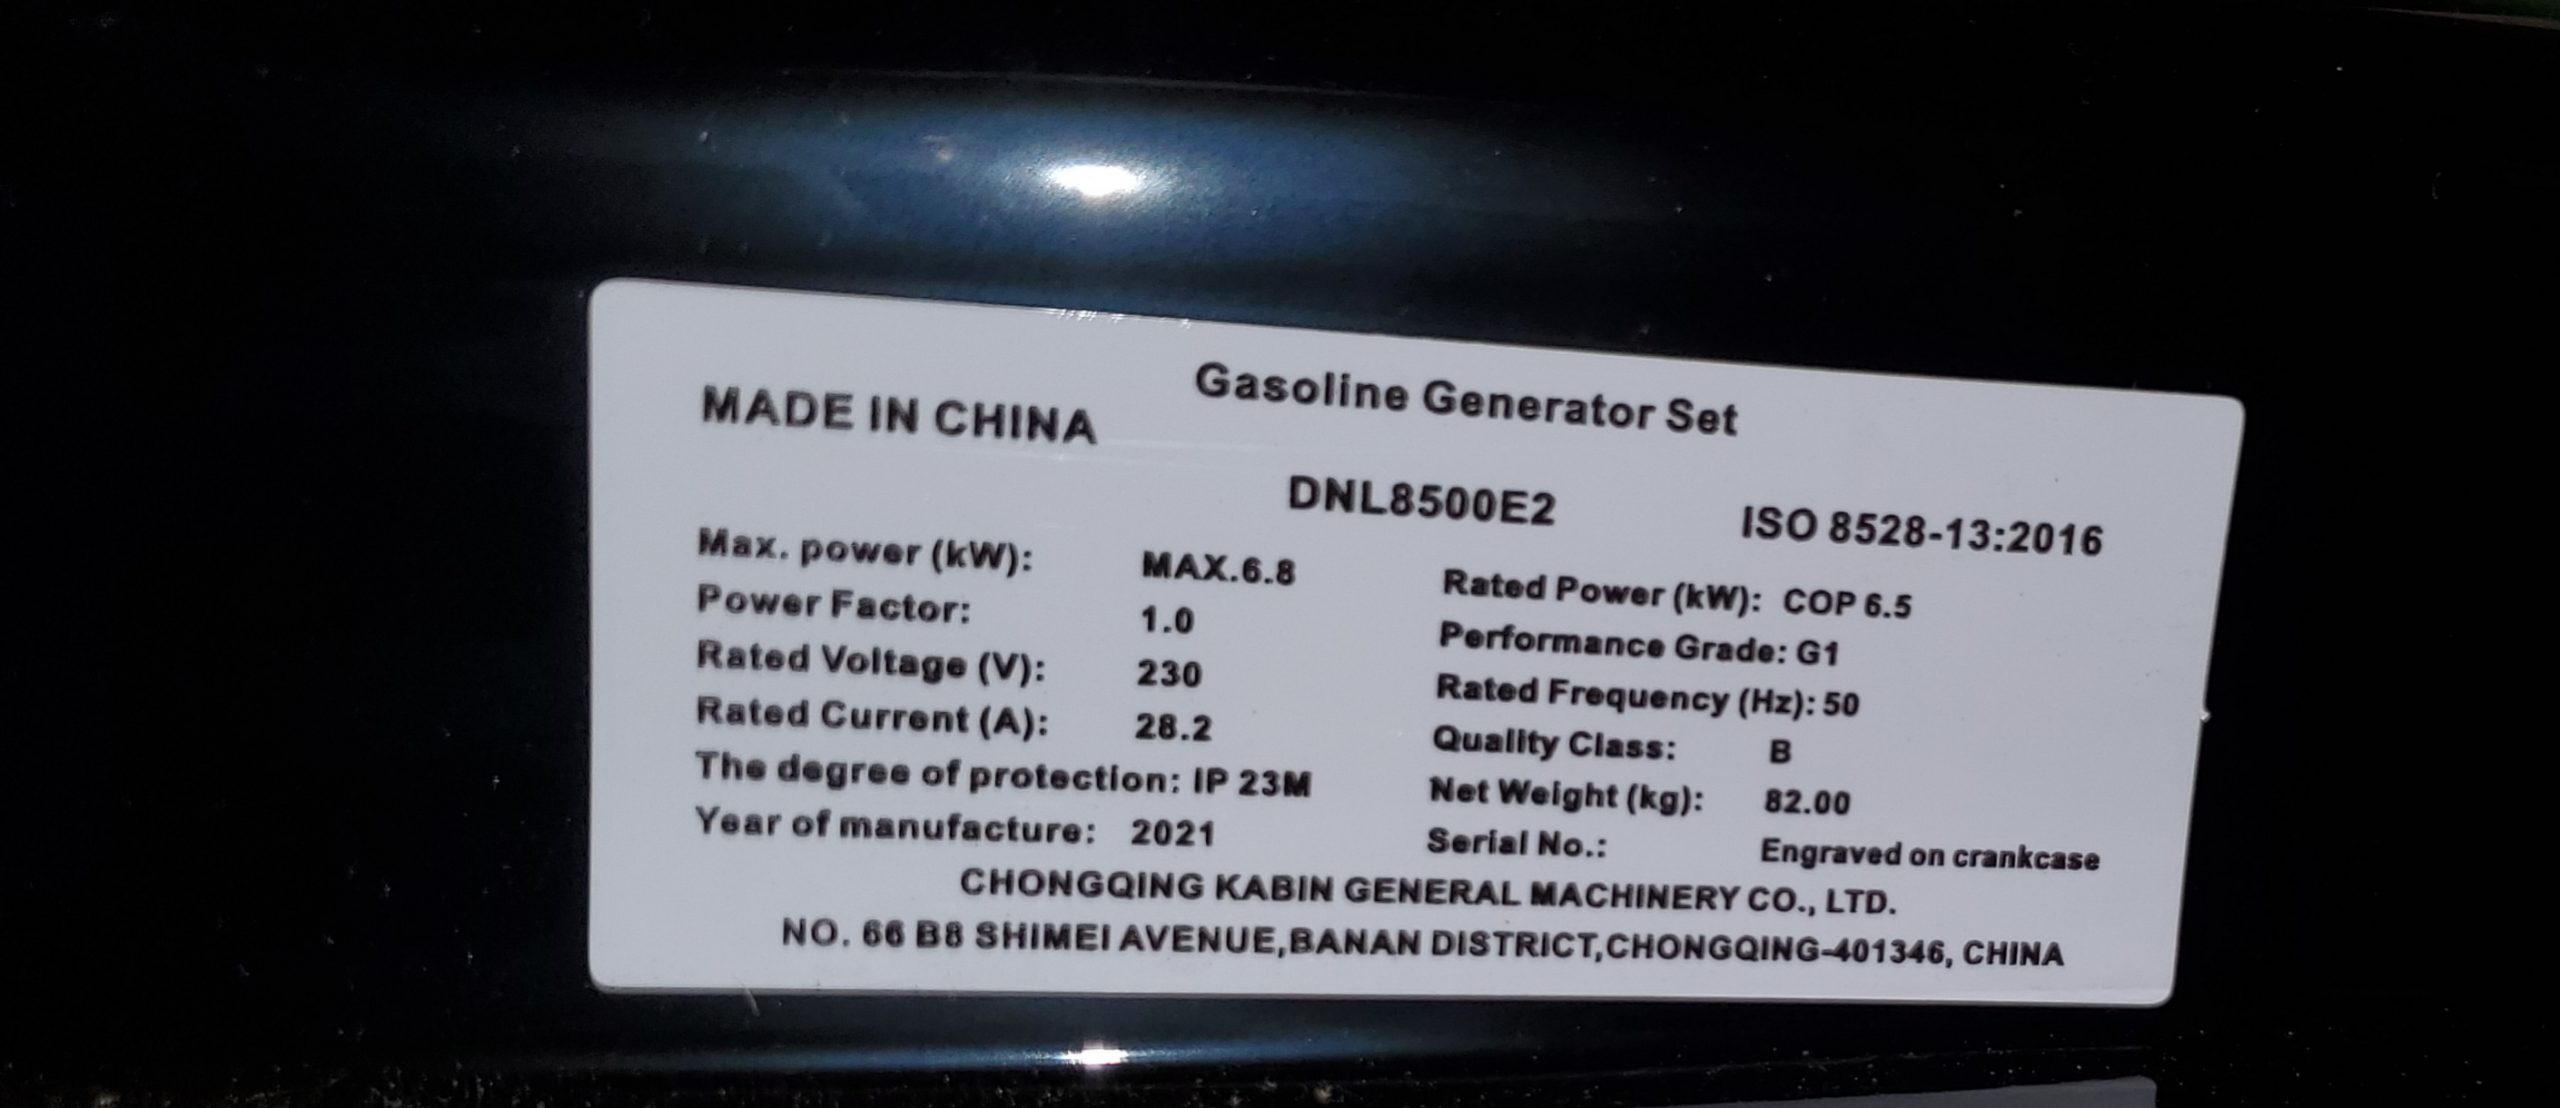 Gasoline Generator Set
MADE IN CHINA
DNL8500E2
ISO 8528-13:2016
Max. power (kW): MAX.6.8
Rated Power (kW): COP 6.5
Power Factor: 1.0
Performance Grade: G1
Rated Voltage (V): 230
Rated Frequency (Hz): 50
Rated Current (A): 28.2
Quality Class: B
The degree of protection: IP 23M
Net Weight (kg): 82.00
Year of manufacture: 2021
Serial No.: Engraved on crankcase
CHONGQING KABIN GENERAL MACHINERY CO., LTD.
NO. 66 B8 SHIMEI AVENUE,BANAN DISTRICT,CHONGQING-401346, CHINA